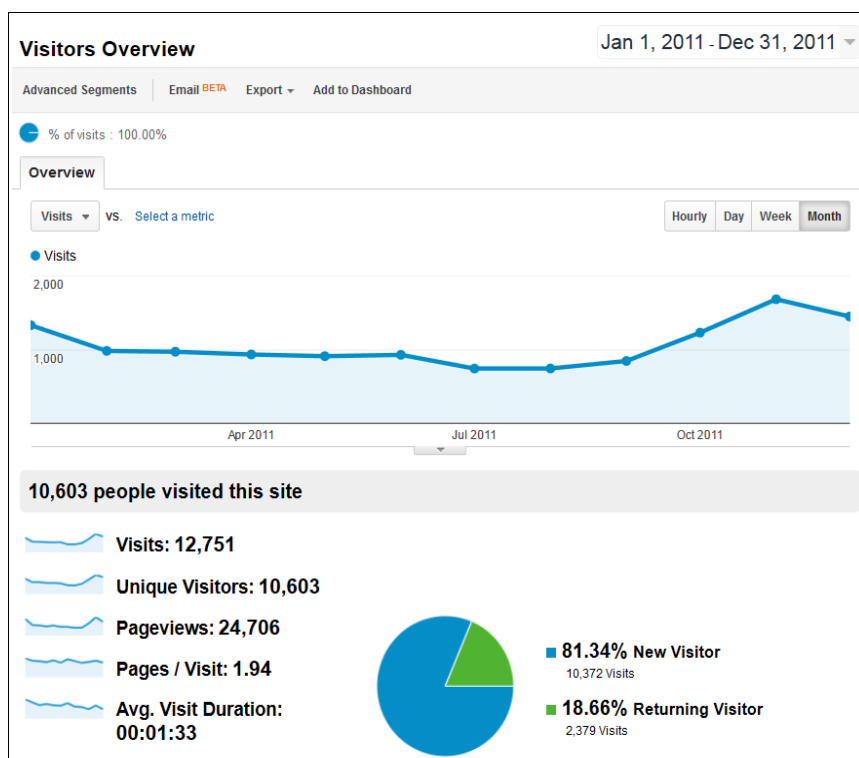 Visitors Overview
Jan 1, 2011 - Dec 31, 2011
Advanced Segments Email BETA Export Add to Dashboard
% of visits : 100.00%
Overview
Visits VS. Select a metric
Hourly Day Week Month
Visits
2,000
1,000
Apr 2011 Jul 2011 Oct 2011
10,603 people visited this site
Visits: 12,751
Unique Visitors: 10,603
Pageviews: 24,706
Pages / Visit: 1.94
Avg. Visit Duration:
00:01:33
81.34% New Visitor
10,372 Visits
18.66% Returning Visitor
2,379 Visits